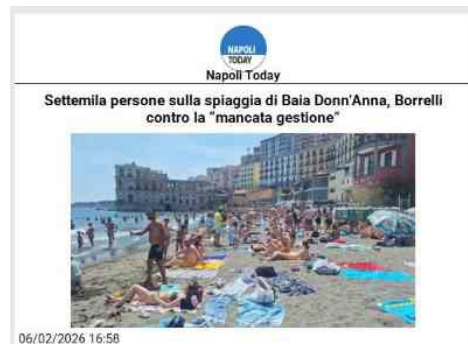 NAPOLI
TODAY
Napoli Today
Settemila persone sulla spiaggia di Baia Donn'Anna, Borrelli
contro la "mancata gestione"
06/02/2026 16:58